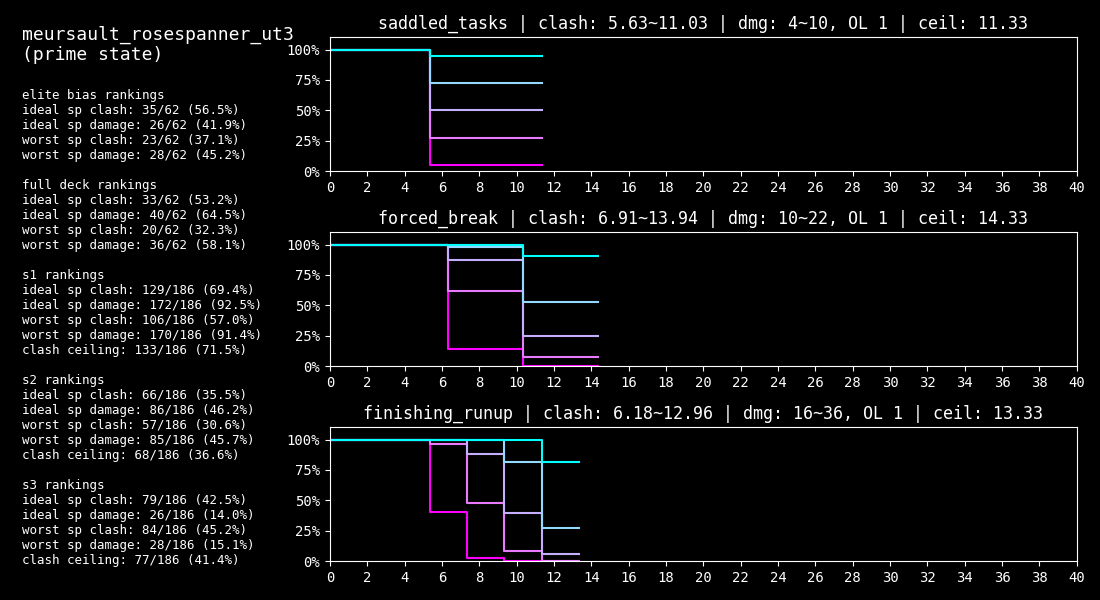 meursault_rosespanner_ut3
(prime state)
elite bias rankings
ideal sp clash: 35/62 (56.5%)
ideal sp damage: 26/62 (41.9%)
worst sp clash: 23/62 (37.1%)
worst sp damage: 28/62 (45.2%)
full deck rankings
ideal sp clash: 33/62 (53.2%)
ideal sp damage: 40/62 (64.5%)
worst sp clash: 20/62 (32.3%)
worst sp damage: 36/62 (58.1%)
s1 rankings
ideal sp clash: 129/186 (69.4%)
ideal sp damage: 172/186 (92.5%)
worst sp clash: 106/186 (57.0%)
worst sp damage: 170/186 (91.4%)
clash ceiling: 133/186 (71.5%)
s2 rankings
ideal sp clash: 66/186 (35.5%)
ideal sp damage: 86/186 (46.2%)
worst sp clash: 57/186 (30.6%)
worst sp damage: 85/186 (45.7%)
clash ceiling: 68/186 (36.6%)
s3 rankings
ideal sp clash: 79/186 (42.5%)
ideal sp damage: 26/186 (14.0%)
worst sp clash: 84/186 (45.2%)
worst sp damage: 28/186 (15.1%)
clash ceiling: 77/186 (41.4%)
saddled_tasks | clash: 5.63~11.03 | dmg: 4~10, OL 1 | ceil: 11.33
100%
75%
50%
25%
0%
0 2 4 6 8 10 12 14 16 18 20 22 24 26 28 30 32 34 36 38 40
forced_break | clash: 6.91~13.94 | dmg: 10~22, OL 1 | ceil: 14.33
100%
75%
50%
25%
0%
0 2 4 6 8 10 12 14 16 18 20 22 24 26 28 30 32 34 36 38 40
finishing_runup | clash: 6.18~12.96 | dmg: 16~36, OL 1 | ceil: 13.33
100%
75%
50%
25%
0%
0 2 4 6 8 10 12 14 16 18 20 22 24 26 28 30 32 34 36 38 40